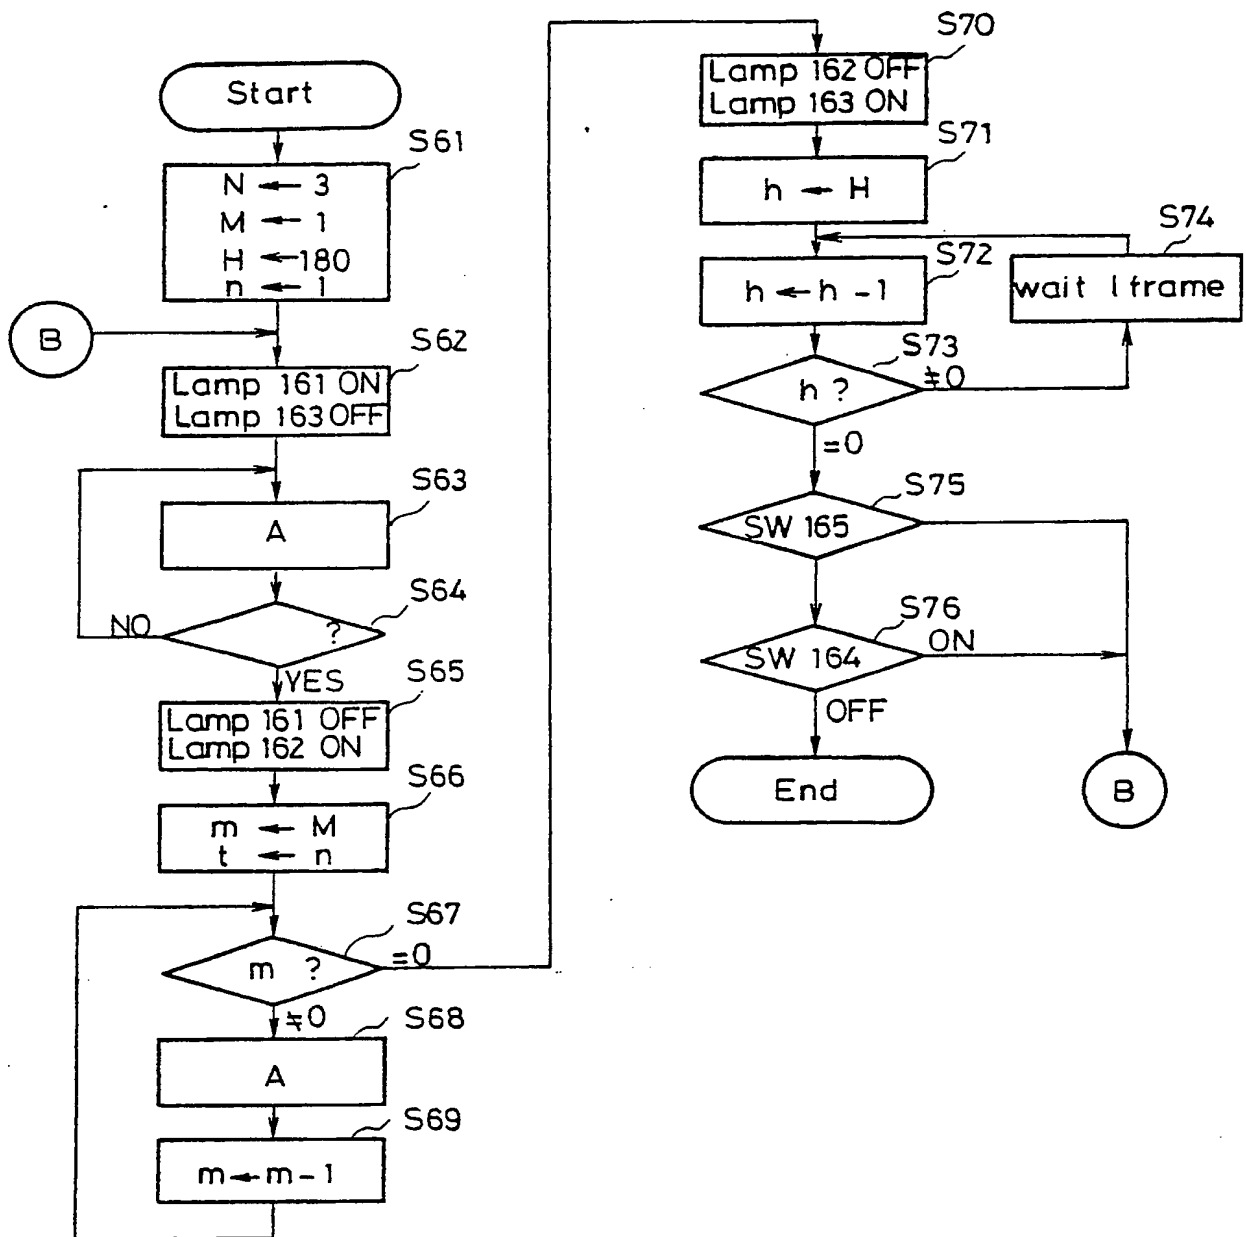 Start
S61
N ← 3
M ← 1
H ← 180
n ← 1
B
S62
Lamp 161 ON
Lamp 163 OFF
S63
A
S64
?
NO
YES
S65
Lamp 161 OFF
Lamp 162 ON
S66
m ← M
t ← n
S67
m ?
=0
≠0
S68
A
S69
m ← m - 1
S70
Lamp 162 OFF
Lamp 163 ON
S71
h ← H
S74
wait 1 frame
S72
h ← h - 1
S73
h ?
≠0
=0
S75
SW 165
S76
SW 164
ON
OFF
End
B